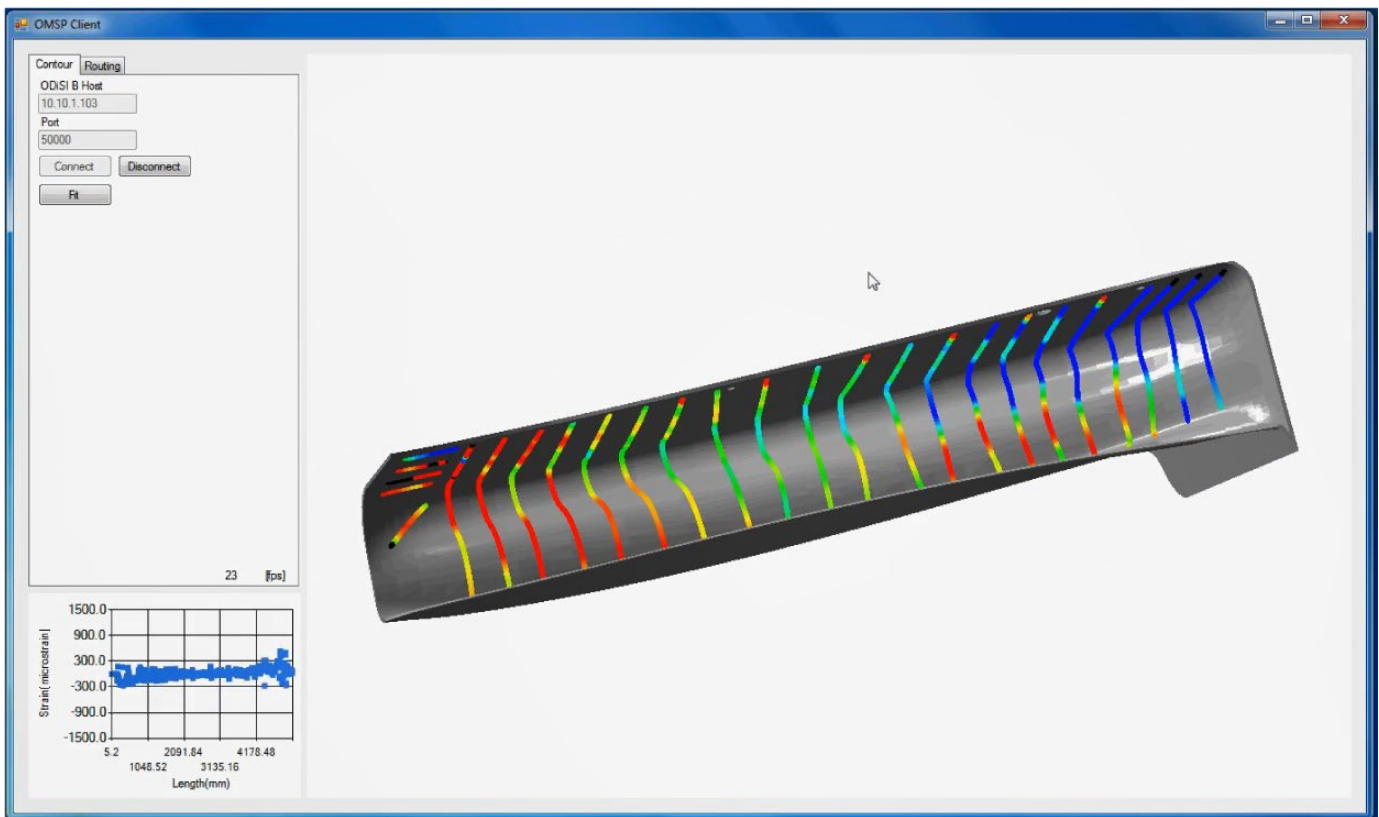 OMSP Client
Contour Routing
ODiSI B Host
10.10.1.103
Port
50000
Connect Disconnect
Fit
23 [fps]
1500.0
900.0
300.0
-300.0
-900.0
-1500.0
Strain[microstrain]
5.2 2091.84 4178.48
1048.52 3135.16
Length(mm)